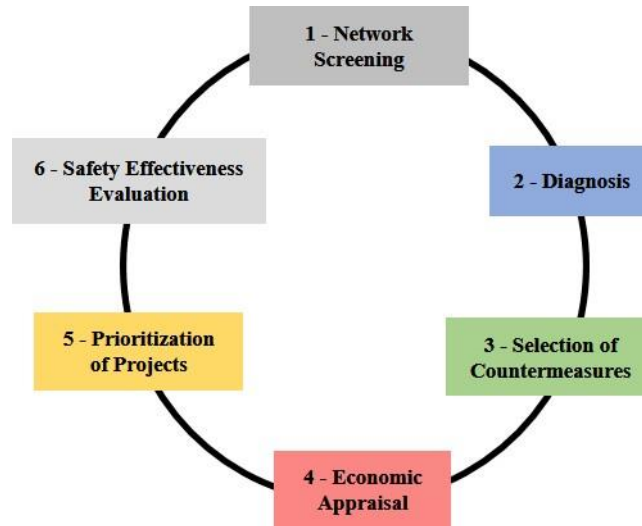 1 - Network
Screening
2 - Diagnosis
3 - Selection of
Countermeasures
4 - Economic
Appraisal
5 - Prioritization
of Projects
6 - Safety Effectiveness
Evaluation